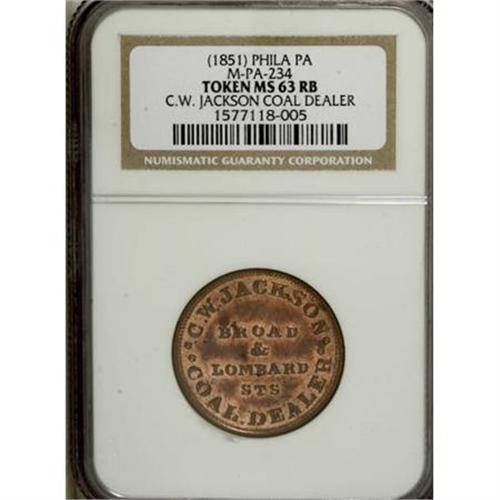 (1851) PHILA PA
M-PA-234
TOKEN MS 63 RB
C.W. JACKSON COAL DEALER
1577118-005
NUMISMATIC GUARANTY CORPORATION
C.W. JACKSON
BROAD
&
LOMBARD
STS
COAL DEALER